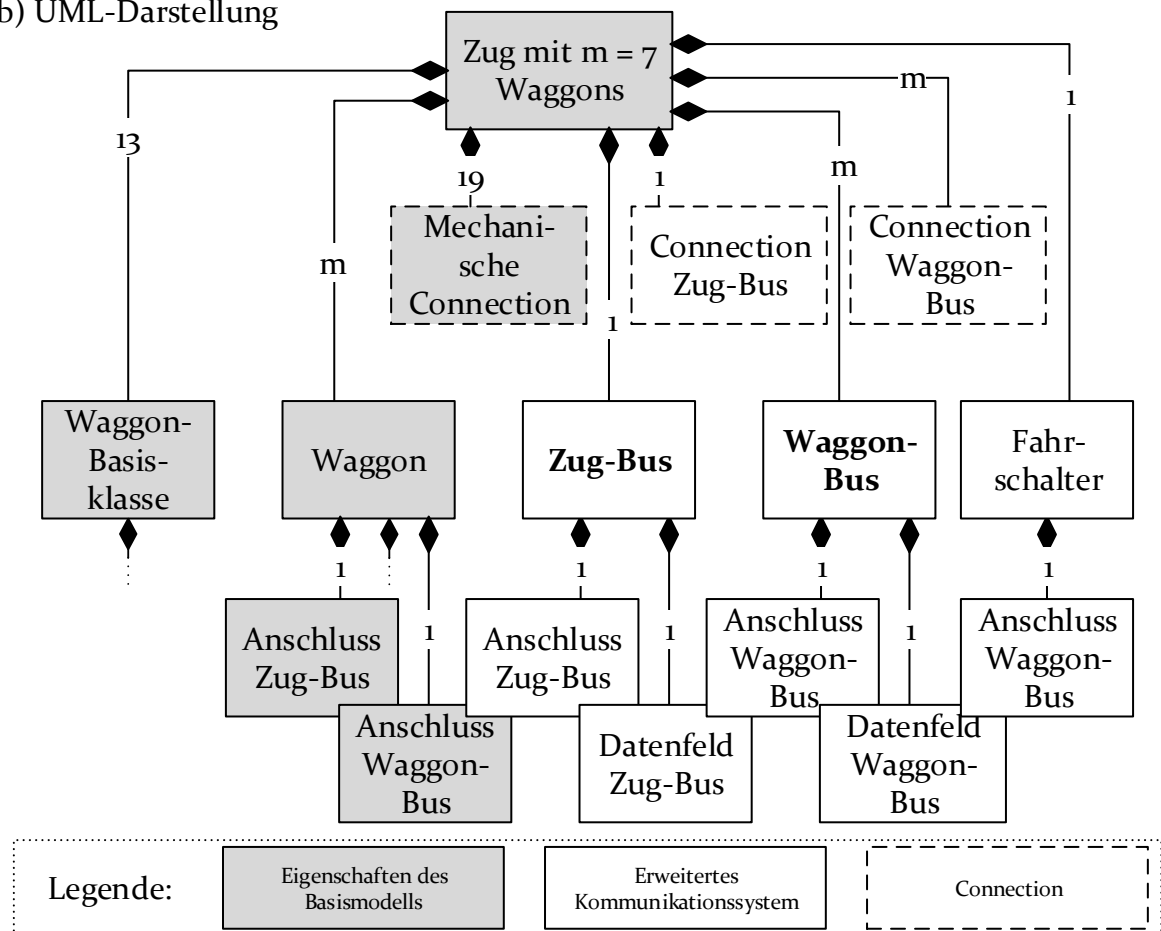 b) UML-Darstellung
Zug mit m = 7
Waggons
13
m
19
1
1
m
m
1
Mechani-
sche
Connection
Connection
Zug-Bus
Connection
Waggon-
Bus
Waggon-
Basis-
klasse
Waggon
Zug-Bus
Waggon-
Bus
Fahr-
schalter
1
1
1
1
1
1
1
Anschluss
Zug-Bus
Anschluss
Waggon-
Bus
Anschluss
Zug-Bus
Datenfeld
Zug-Bus
Anschluss
Waggon-
Bus
Datenfeld
Waggon-
Bus
Anschluss
Waggon-
Bus
Legende:
Eigenschaften des
Basismodells
Erweitertes
Kommunikationssystem
Connection